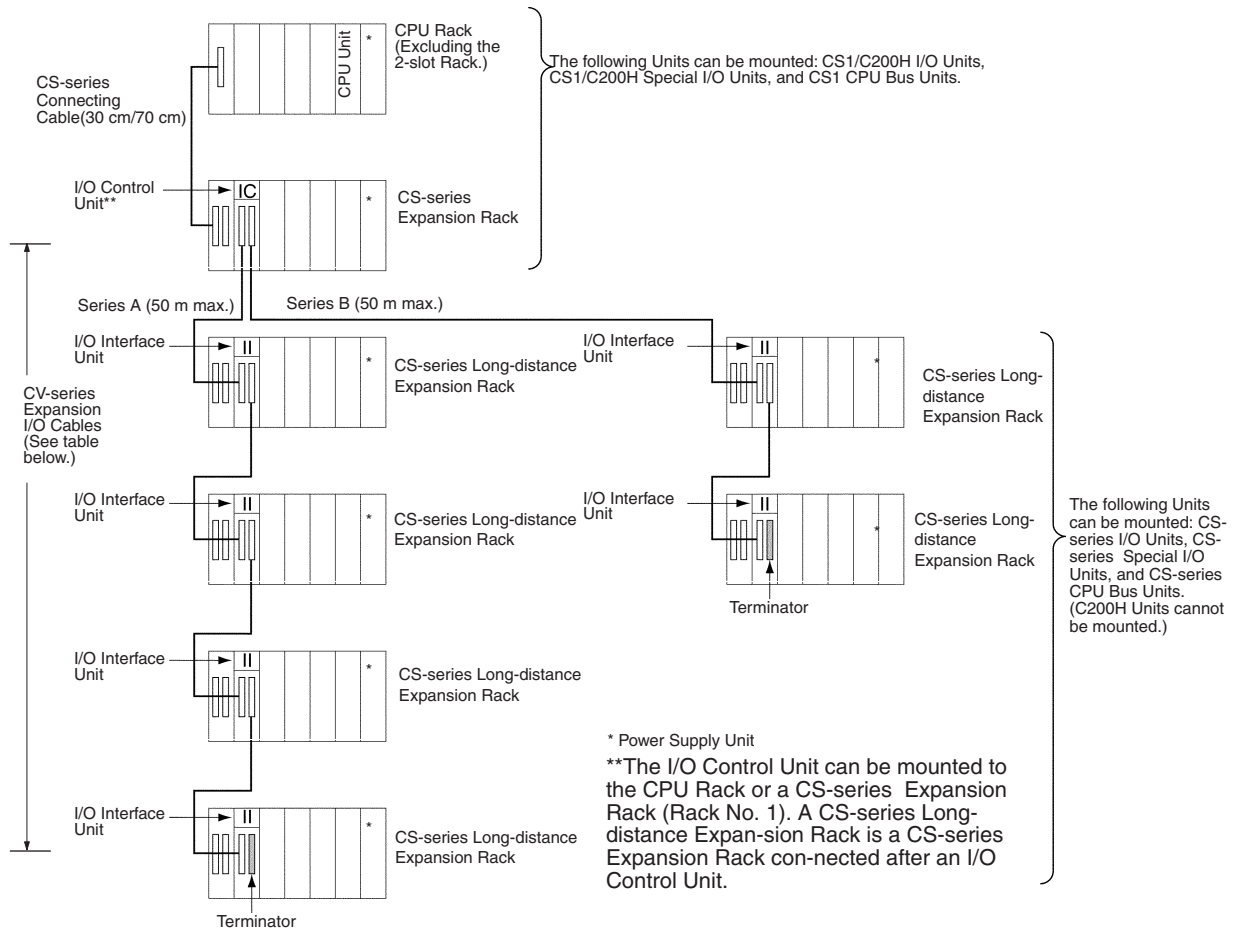 CPU Unit
*
CPU Rack
(Excluding the
2-slot Rack.)
The following Units can be mounted: CS1/C200H I/O Units,
CS1/C200H Special I/O Units, and CS1 CPU Bus Units.
CS-series
Connecting
Cable(30 cm/70 cm)
I/O Control
Unit**
IC
*
CS-series
Expansion Rack
Series A (50 m max.)
Series B (50 m max.)
CV-series
Expansion
I/O Cables
(See table
below.)
I/O Interface
Unit
II
*
CS-series Long-distance
Expansion Rack
I/O Interface
Unit
II
*
CS-series Long-
distance
Expansion Rack
I/O Interface
Unit
II
*
CS-series Long-distance
Expansion Rack
I/O Interface
Unit
II
*
CS-series Long-
distance
Expansion Rack
Terminator
The following Units
can be mounted: CS-
series I/O Units, CS-
series Special I/O
Units, and CS-series
CPU Bus Units.
(C200H Units cannot
be mounted.)
I/O Interface
Unit
II
*
CS-series Long-distance
Expansion Rack
I/O Interface
Unit
II
*
CS-series Long-distance
Expansion Rack
Terminator
* Power Supply Unit
**The I/O Control Unit can be mounted to
the CPU Rack or a CS-series Expansion
Rack (Rack No. 1). A CS-series Long-
distance Expan-sion Rack is a CS-series
Expansion Rack con-nected after an I/O
Control Unit.